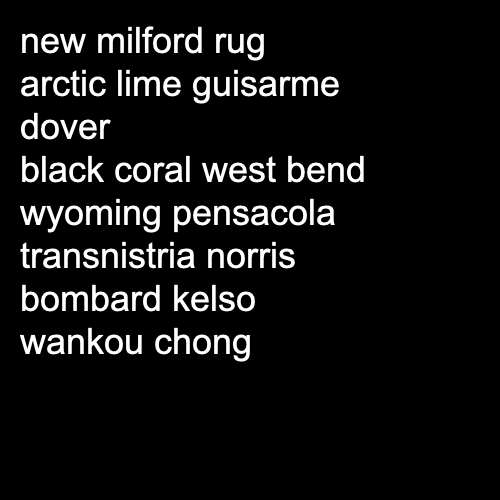 new milford rug
arctic lime guisarme
dover
black coral west bend
wyoming pensacola
transnistria norris
bombard kelso
wankou chong